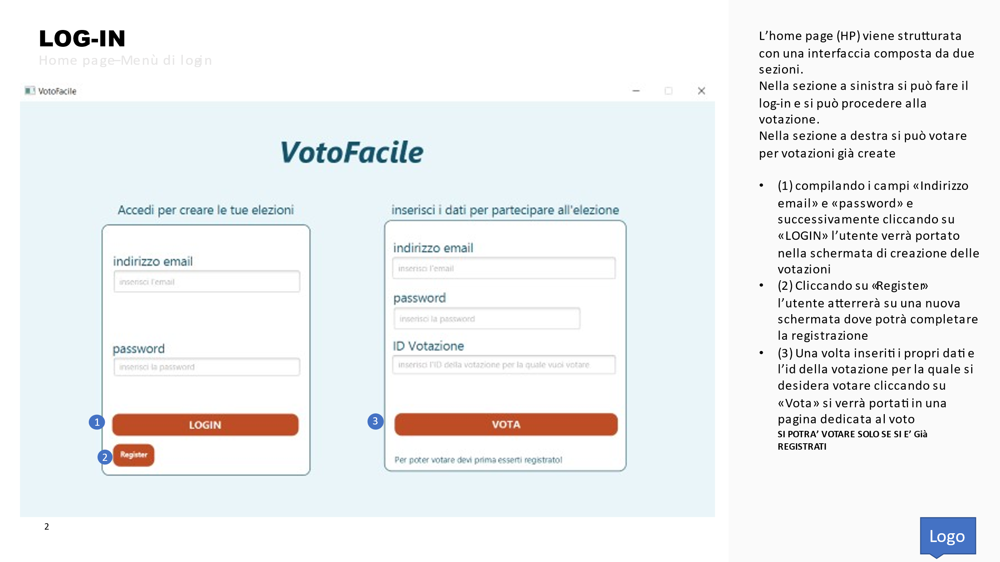 LOG-IN
Home page–Menù di login
VotoFacile
VotoFacile
Accedi per creare le tue elezioni
indirizzo email
inserisci l'email
password
inserisci la password
1
LOGIN
2
Register
inserisci i dati per partecipare all'elezione
indirizzo email
inserisci l'email
password
inserisci la password
ID Votazione
inserisci l'ID della votazione per la quale vuoi votare
3
VOTA
Per poter votare devi prima esserti registrato!
2
L’home page (HP) viene strutturata
con una interfaccia composta da due
sezioni.
Nella sezione a sinistra si può fare il
log-in e si può procedere alla
votazione.
Nella sezione a destra si può votare
per votazioni già create
• (1) compilando i campi «Indirizzo
email» e «password» e
successivamente cliccando su
«LOGIN» l’utente verrà portato
nella schermata di creazione delle
votazioni
• (2) Cliccando su «Register»
l’utente atterrerà su una nuova
schermata dove potrà completare
la registrazione
• (3) Una volta inseriti i propri dati e
l’id della votazione per la quale si
desidera votare cliccando su
«Vota» si verrà portati in una
pagina dedicata al voto
SI POTRA’ VOTARE SOLO SE SI E’ Già
REGISTRATI
Logo